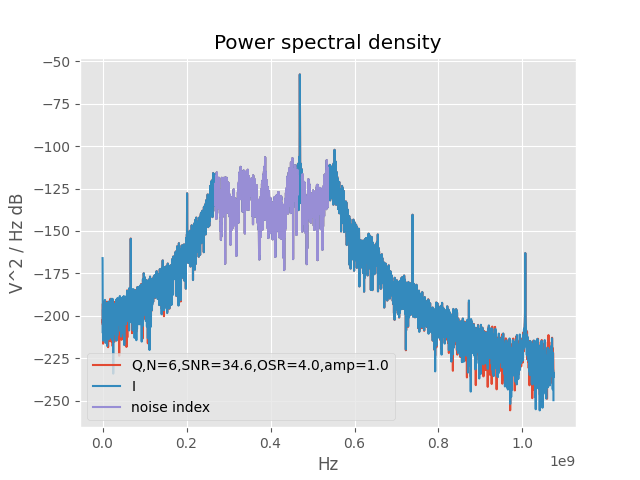 Power spectral density
V^2 / Hz dB
−50
−75
−100
−125
−150
−175
−200
−225
−250
Q,N=6,SNR=34.6,OSR=4.0,amp=1.0
I
noise index
0.0 0.2 0.4 0.6 0.8 1.0
1e9
Hz